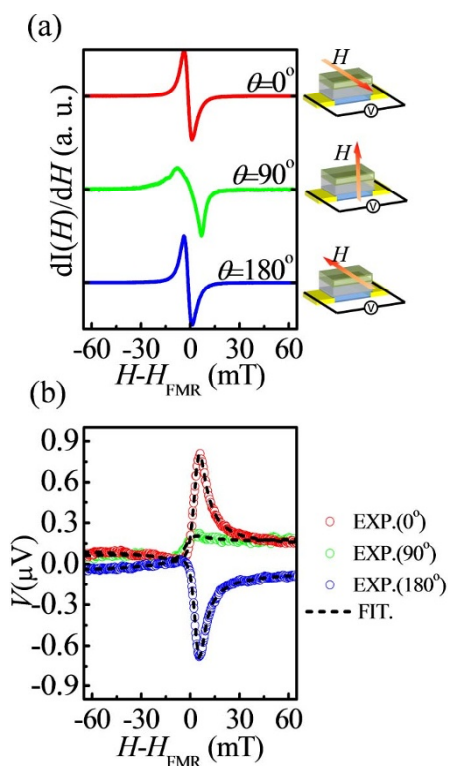 (a)
dI(H)/dH (a. u.)
θ=0°
θ=90°
θ=180°
H
V
H
V
H
V
-60 -30 0 30 60
H-H_FMR (mT)
(b)
V(μV)
0.9
0.6
0.3
0.0
-0.3
-0.6
-0.9
-60 -30 0 30 60
H-H_FMR (mT)
EXP.(0°)
EXP.(90°)
EXP.(180°)
FIT.